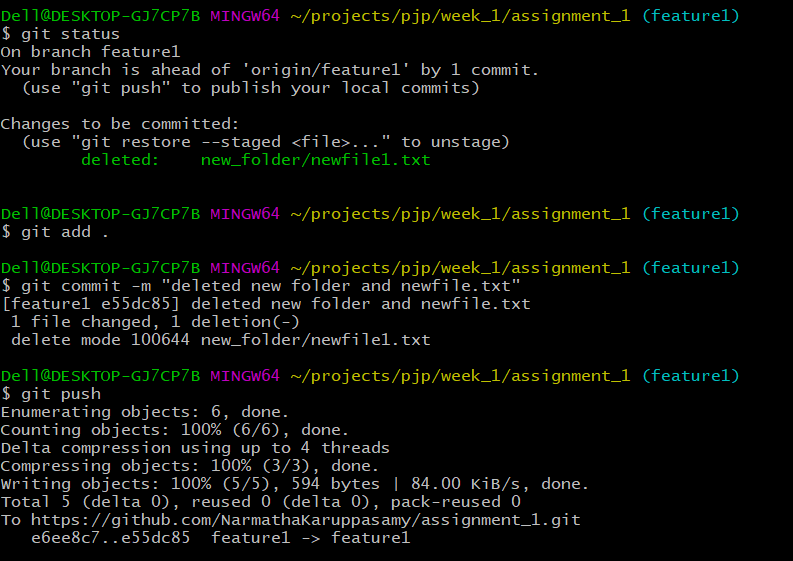 Dell@DESKTOP-GJ7CP7B MINGW64 ~/projects/pjp/week_1/assignment_1 (feature1)
$ git status
On branch feature1
Your branch is ahead of 'origin/feature1' by 1 commit.
  (use "git push" to publish your local commits)

Changes to be committed:
  (use "git restore --staged <file>..." to unstage)
        deleted:    new_folder/newfile1.txt


Dell@DESKTOP-GJ7CP7B MINGW64 ~/projects/pjp/week_1/assignment_1 (feature1)
$ git add .

Dell@DESKTOP-GJ7CP7B MINGW64 ~/projects/pjp/week_1/assignment_1 (feature1)
$ git commit -m "deleted new folder and newfile.txt"
[feature1 e55dc85] deleted new folder and newfile.txt
 1 file changed, 1 deletion(-)
 delete mode 100644 new_folder/newfile1.txt

Dell@DESKTOP-GJ7CP7B MINGW64 ~/projects/pjp/week_1/assignment_1 (feature1)
$ git push
Enumerating objects: 6, done.
Counting objects: 100% (6/6), done.
Delta compression using up to 4 threads
Compressing objects: 100% (3/3), done.
Writing objects: 100% (5/5), 594 bytes | 84.00 KiB/s, done.
Total 5 (delta 0), reused 0 (delta 0), pack-reused 0
To https://github.com/NarmathaKaruppasamy/assignment_1.git
   e6ee8c7..e55dc85  feature1 -> feature1